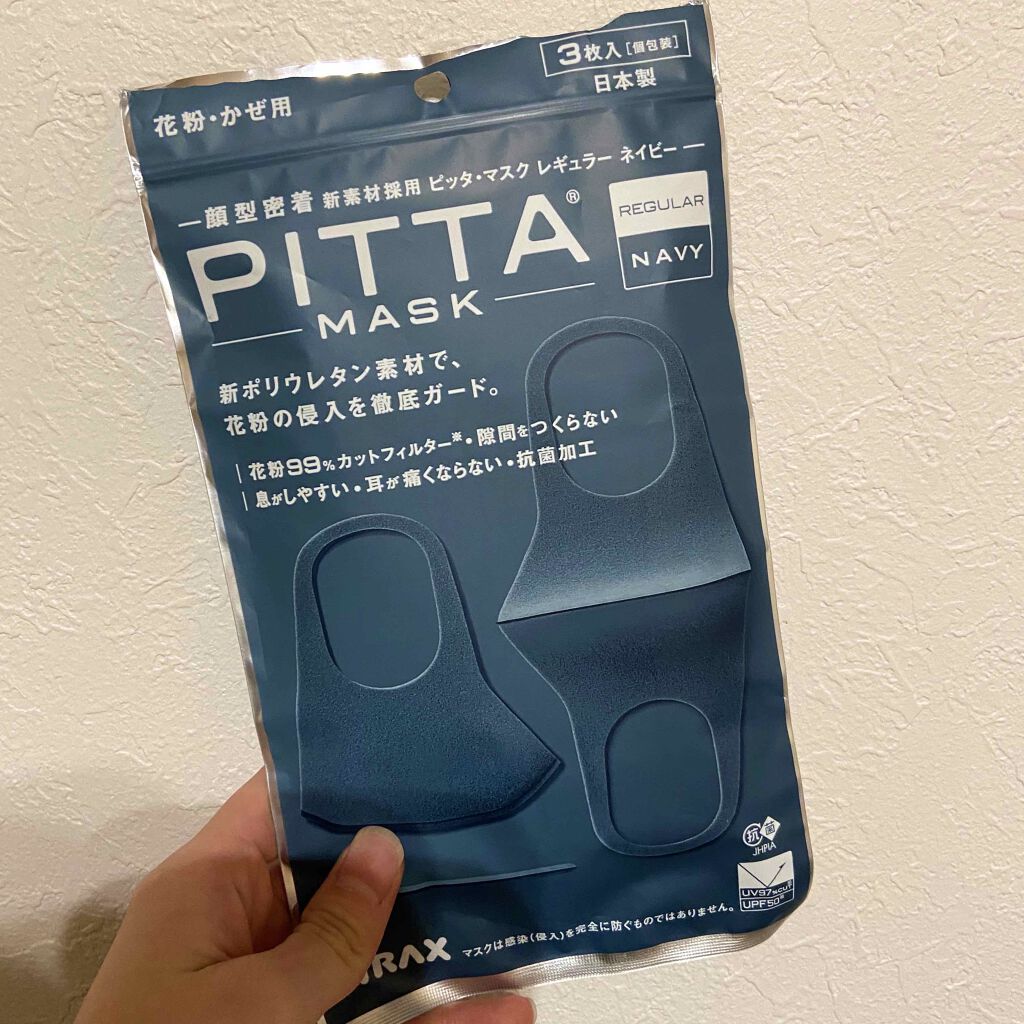 3枚入[個包装]
日本製
花粉・かぜ用
顔型密着 新素材採用 ピッタ・マスク レギュラー ネイビー
PITTA®
MASK
REGULAR
NAVY
新ポリウレタン素材で、
花粉の侵入を徹底ガード。
花粉99%カットフィルター※・隙間をつくらない
息がしやすい・耳が痛くならない・抗菌加工
抗菌
JHPIA
UV97%CUT※
UPF50※
マスクは感染(侵入)を完全に防ぐものではありません。